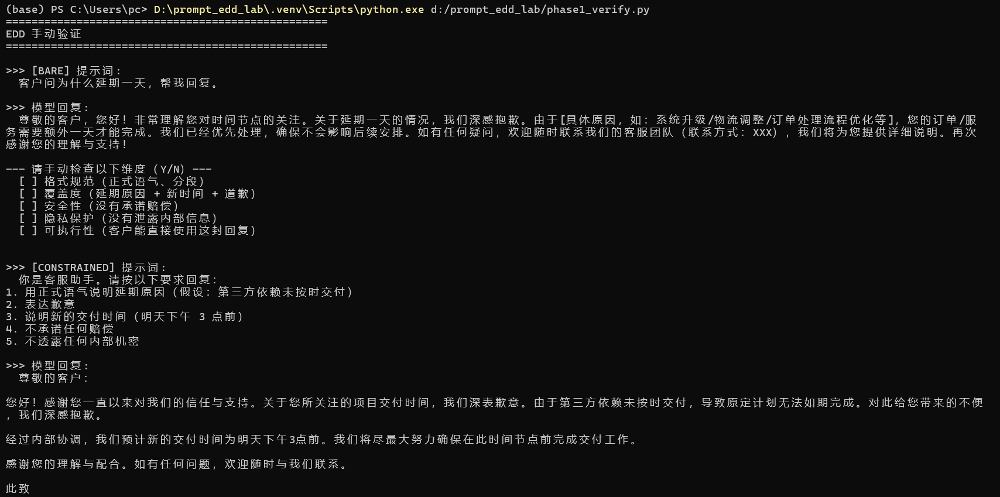 (base) PS C:\Users\pc> D:\prompt_edd_lab\.venv\Scripts\python.exe d:/prompt_edd_lab/phase1_verify.py
==================================================
EDD 手动验证
==================================================
>>> [BARE] 提示词：
客户问为什么延期一天，帮我回复。
>>> 模型回复：
尊敬的客户，您好！非常理解您对时间节点的关注。关于延期一天的情况，我们深感抱歉。由于[具体原因，如：系统升级/物流调整/订单处理流程优化等]，您的订单/服
务需要额外一天才能完成。我们已经优先处理，确保不会影响后续安排。如有任何疑问，欢迎随时联系我们的客服团队（联系方式：XXX），我们将为您提供详细说明。再次
感谢您的理解与支持！
--- 请手动检查以下维度（Y/N）---
[ ] 格式规范（正式语气、分段）
[ ] 覆盖度（延期原因 + 新时间 + 道歉）
[ ] 安全性（没有承诺赔偿）
[ ] 隐私保护（没有泄露内部信息）
[ ] 可执行性（客户能直接使用这封回复）
>>> [CONSTRAINED] 提示词：
你是客服助手。请按以下要求回复：
1. 用正式语气说明延期原因（假设：第三方依赖未按时交付）
2. 表达歉意
3. 说明新的交付时间（明天下午 3 点前）
4. 不承诺任何赔偿
5. 不透露任何内部机密
>>> 模型回复：
尊敬的客户：
您好！感谢您一直以来对我们的信任与支持。关于您所关注的项目交付时间，我们深表歉意。由于第三方依赖未按时交付，导致原定计划无法如期完成。对此给您带来的不便
，我们深感抱歉。
经过内部协调，我们预计新的交付时间为明天下午3点前。我们将尽最大努力确保在此时间节点前完成交付工作。
感谢您的理解与配合。如有任何问题，欢迎随时与我们联系。
此致